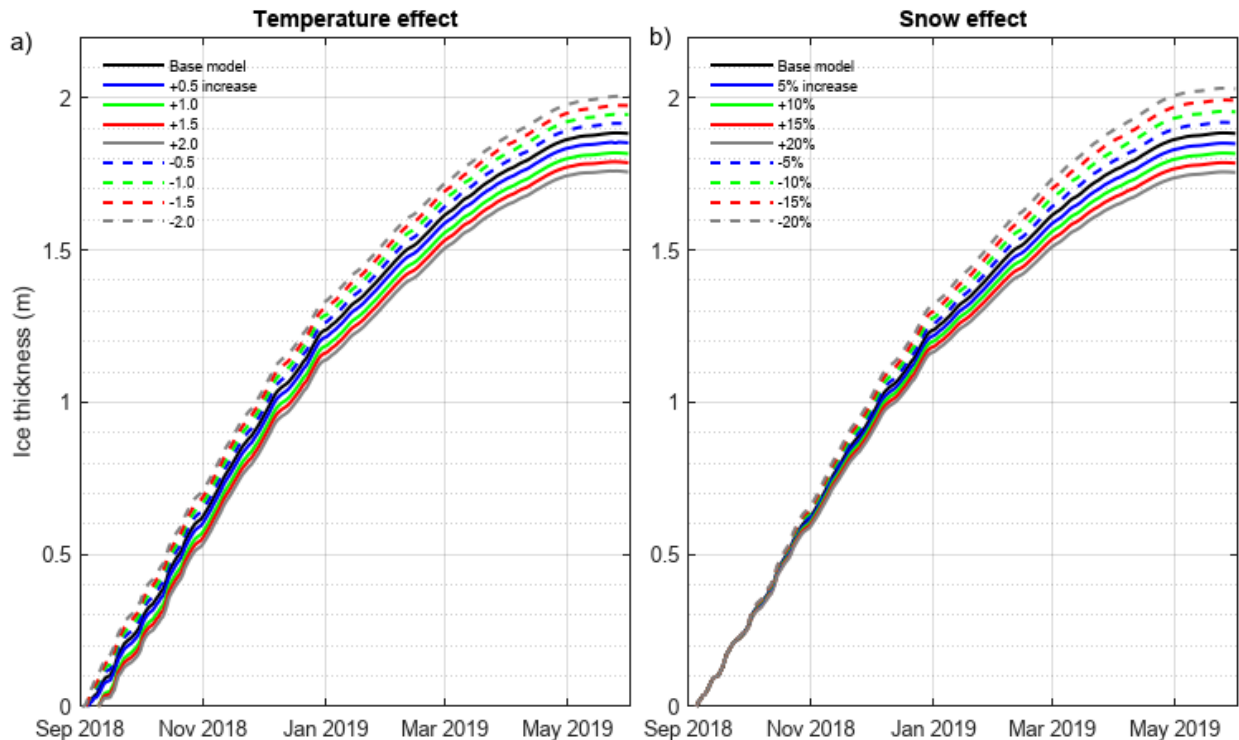 Temperature effect
a)
Base model
+0.5 increase
+1.0
+1.5
+2.0
-0.5
-1.0
-1.5
-2.0
2
1.5
1
0.5
0
Ice thickness (m)
Sep 2018 Nov 2018 Jan 2019 Mar 2019 May 2019
Snow effect
b)
Base model
5% increase
+10%
+15%
+20%
-5%
-10%
-15%
-20%
2
1.5
1
0.5
0
Sep 2018 Nov 2018 Jan 2019 Mar 2019 May 2019